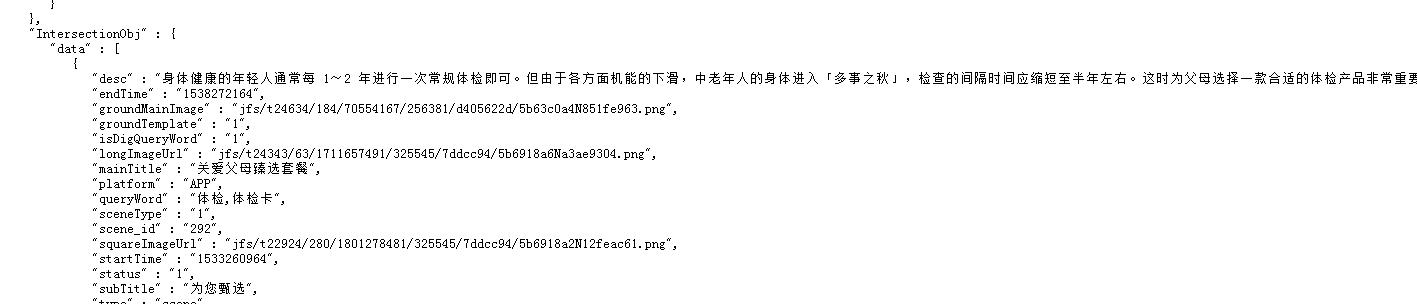 }
},
"IntersectionObj" : {
"data" : [
{
"desc" : "身体健康的年轻人通常每 1～2 年进行一次常规体检即可。但由于各方面机能的下滑，中老年人的身体进入「多事之秋」，检查的间隔时间应缩短至半年左右。这时为父母选择一款合适的体检产品非常重要
"endTime" : "1538272164",
"groundMainImage" : "jfs/t24634/184/70554167/256381/d405622d/5b63c0a4N851fe963.png",
"groundTemplate" : "1",
"isDigQueryWord" : "1",
"longImageUrl" : "jfs/t24343/63/1711657491/325545/7ddcc94/5b6918a6Na3ae9304.png",
"mainTitle" : "关爱父母臻选套餐",
"platform" : "APP",
"queryWord" : "体检,体检卡",
"sceneType" : "1",
"scene_id" : "292",
"squareImageUrl" : "jfs/t22924/280/1801278481/325545/7ddcc94/5b6918a2N12feac61.png",
"startTime" : "1533260964",
"status" : "1",
"subTitle" : "为您甄选",
"type" : "scene"